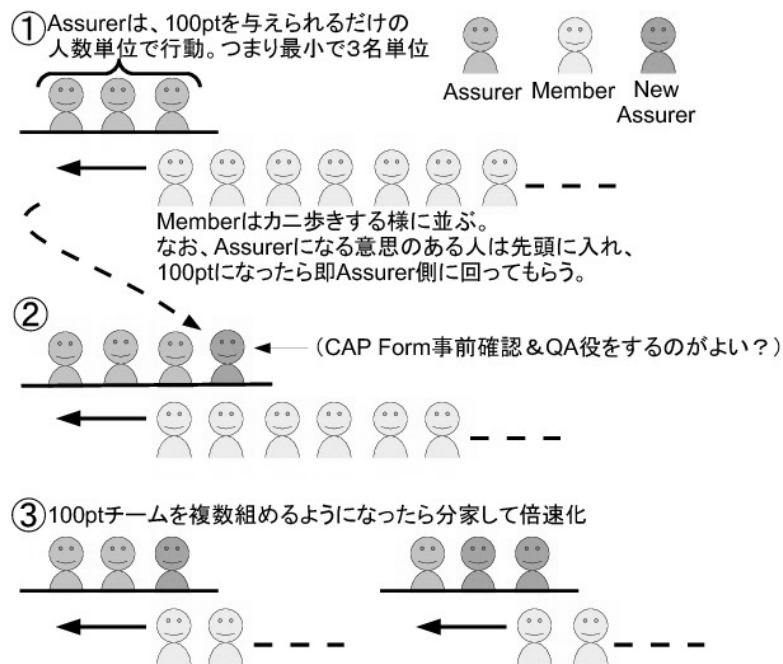 ①Assurerは、100ptを与えられるだけの
人数単位で行動。つまり最小で3名単位
Assurer Member New
Assurer
Memberはカニ歩きする様に並ぶ。
なお、Assurerになる意思のある人は先頭に入れ、
100ptになったら即Assurer側に回ってもらう。
②
（CAP Form事前確認＆QA役をするのがよい？）
③100ptチームを複数組めるようになったら分家して倍速化